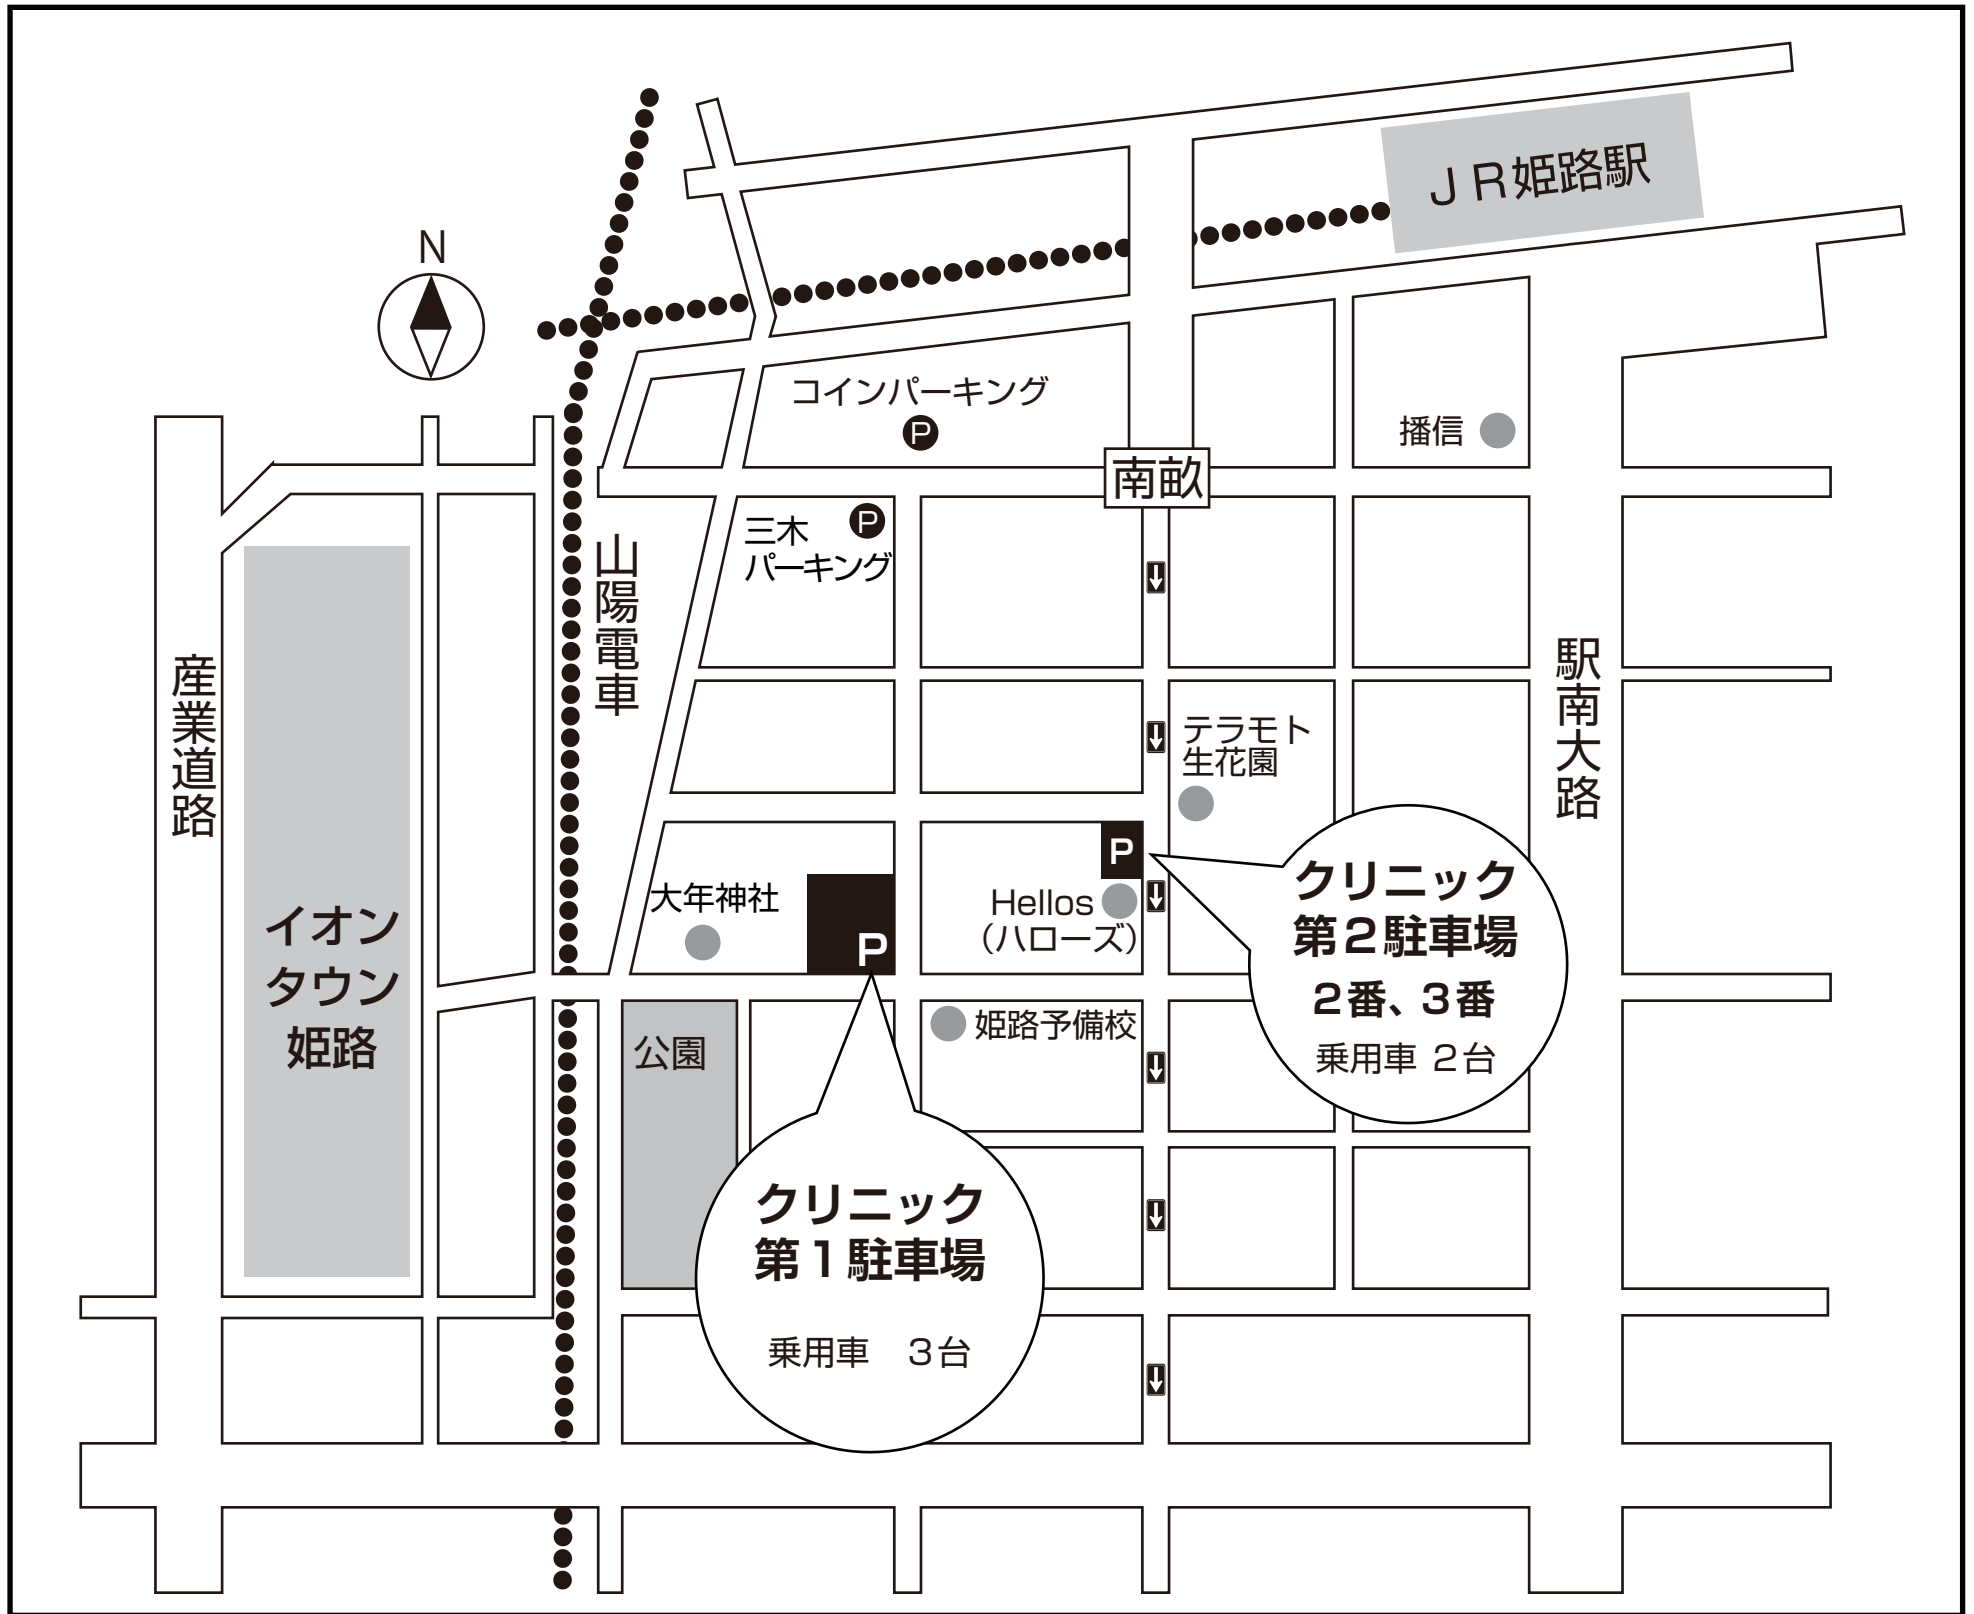 ＪＲ姫路駅
N
コインパーキング
P
播信
南畝
三木
パーキング
P
山陽電車
産業道路
駅南大路
テラモト
生花園
P
クリニック
第２駐車場
２番、３番
乗用車 ２台
大年神社
P
Hellos
（ハローズ）
イオン
タウン
姫路
公園
姫路予備校
クリニック
第１駐車場
乗用車　３台